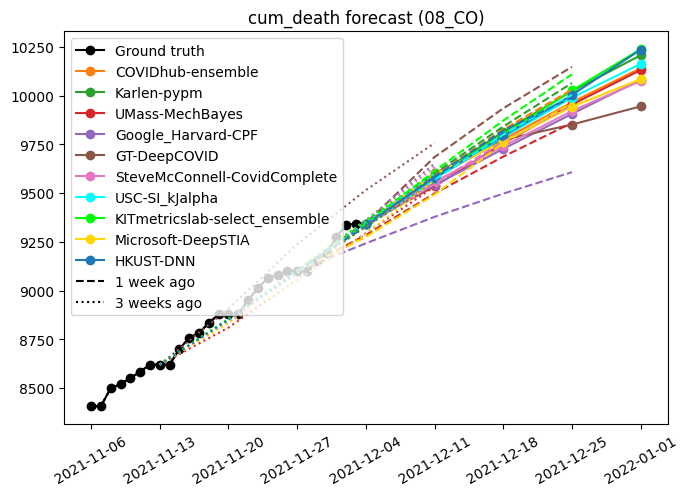 cum_death forecast (08_CO)
10250
10000
9750
9500
9250
9000
8750
8500
Ground truth
COVIDhub-ensemble
Karlen-pypm
UMass-MechBayes
Google_Harvard-CPF
GT-DeepCOVID
SteveMcConnell-CovidComplete
USC-SI_kJalpha
KITmetricslab-select_ensemble
Microsoft-DeepSTIA
HKUST-DNN
1 week ago
3 weeks ago
2021-11-06
2021-11-13
2021-11-20
2021-11-27
2021-12-04
2021-12-11
2021-12-18
2021-12-25
2022-01-01